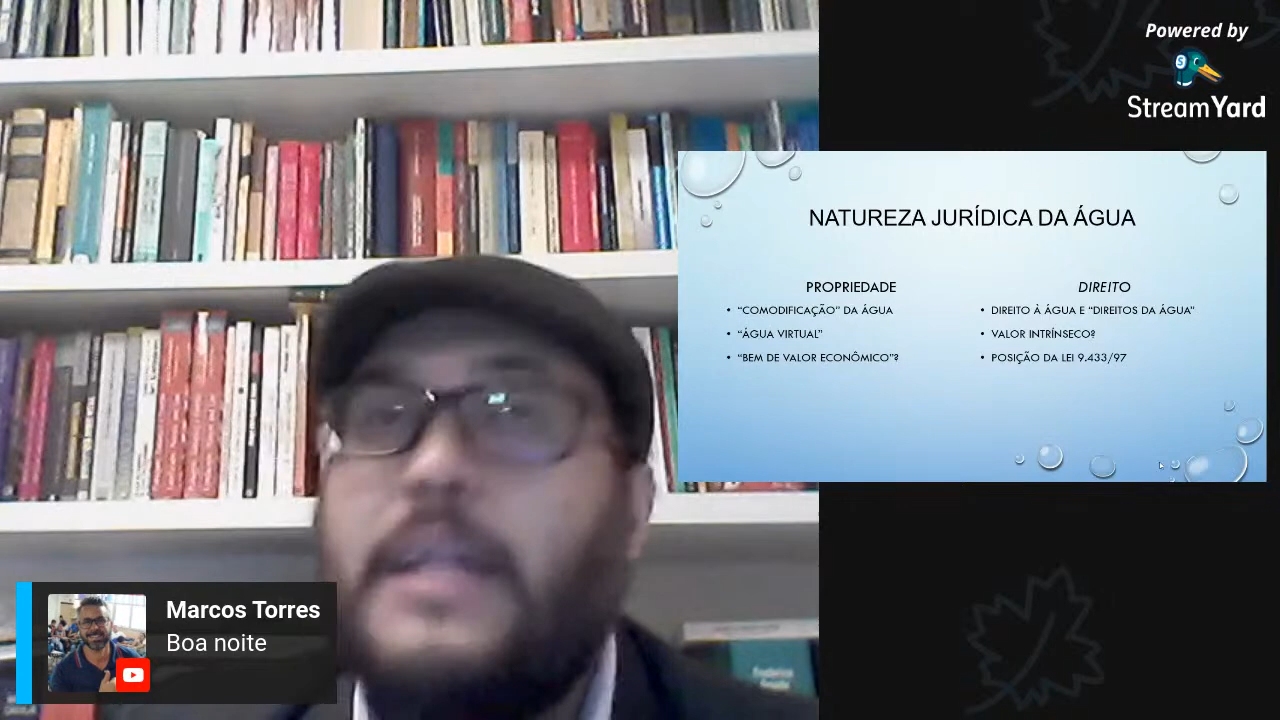 Powered by
StreamYard
NATUREZA JURÍDICA DA ÁGUA
PROPRIEDADE
• “COMODIFICAÇÃO” DA ÁGUA
• “ÁGUA VIRTUAL”
• “BEM DE VALOR ECONÔMICO”?
DIREITO
• DIREITO À ÁGUA E “DIREITOS DA ÁGUA”
• VALOR INTRÍNSECO?
• POSIÇÃO DA LEI 9.433/97
Marcos Torres
Boa noite